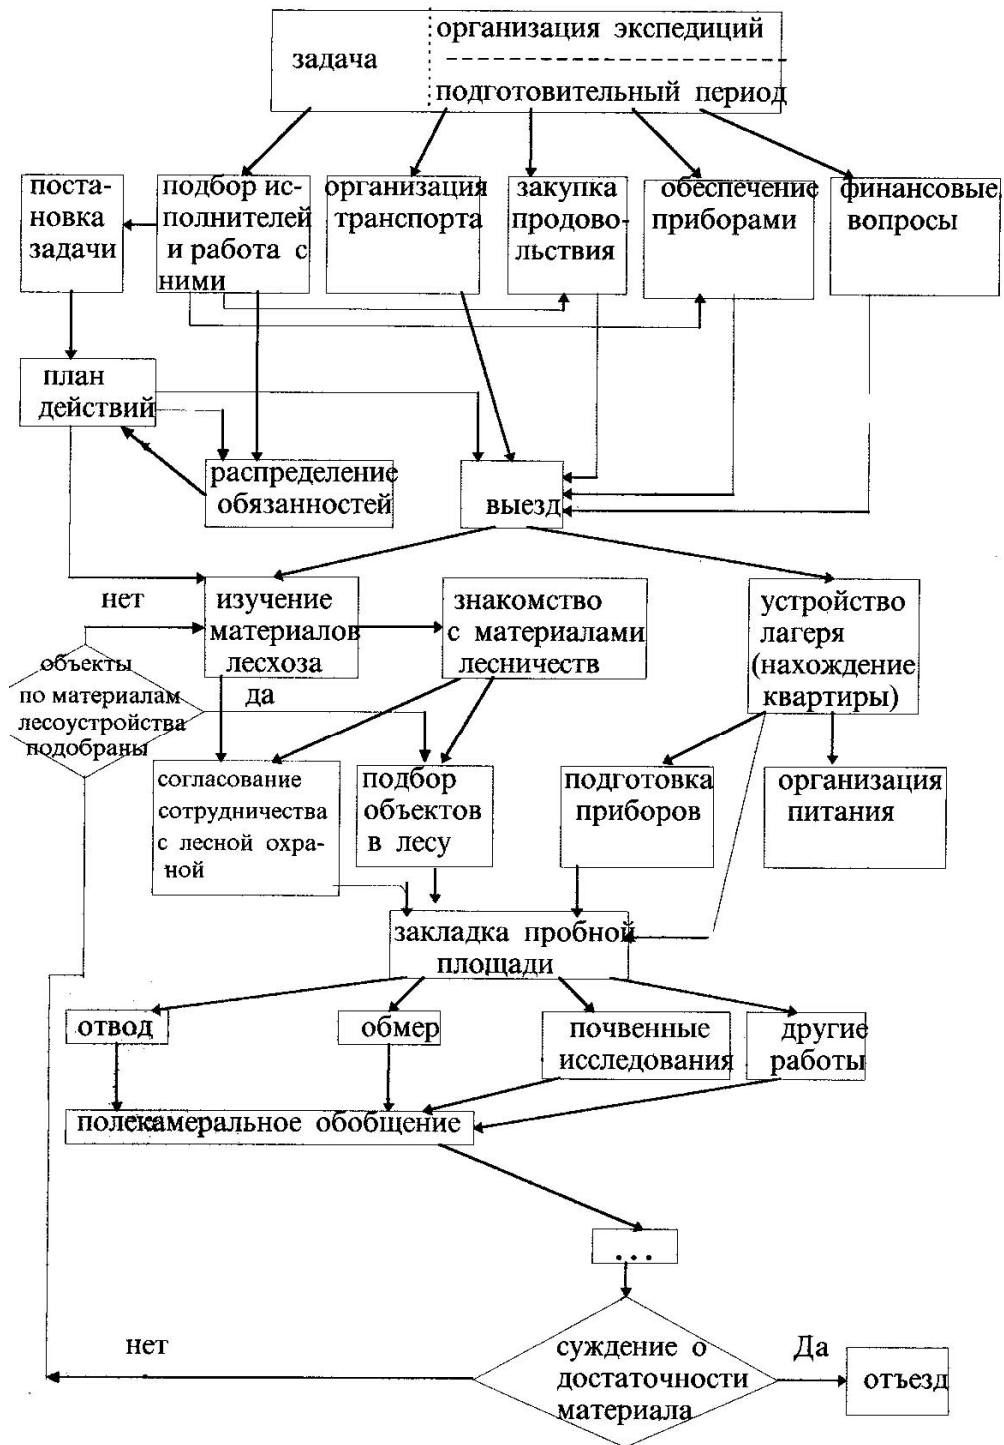 организация экспедиций
задача
подготовительный период
поста-
новка
задачи
подбор ис-
полнителей
и работа с
ними
организация
транспорта
закупка
продово-
льствия
обеспечение
приборами
финансовые
вопросы
план
действий
распределение
обязанностей
выезд
нет
изучение
материалов
лесхоза
знакомство
с материалами
лесничеств
устройство
лагеря
(нахождение
квартиры)
объекты
по материалам
лесоустройства
подобраны
да
согласование
сотрудничества
с лесной охра-
ной
подбор
объектов
в лесу
подготовка
приборов
организация
питания
закладка пробной
площади
отвод
обмер
почвенные
исследования
другие
работы
полекамеральное обобщение
...
нет
суждение о
достаточности
материала
Да
отъезд